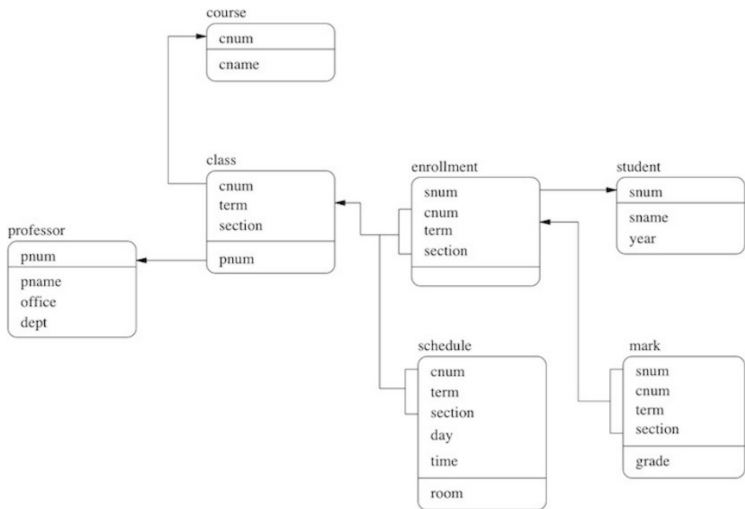 course
cnum
cname
class
cnum
term
section
pnum
professor
pnum
pname
office
dept
enrollment
snum
cnum
term
section
student
snum
sname
year
schedule
cnum
term
section
day
time
room
mark
snum
cnum
term
section
grade